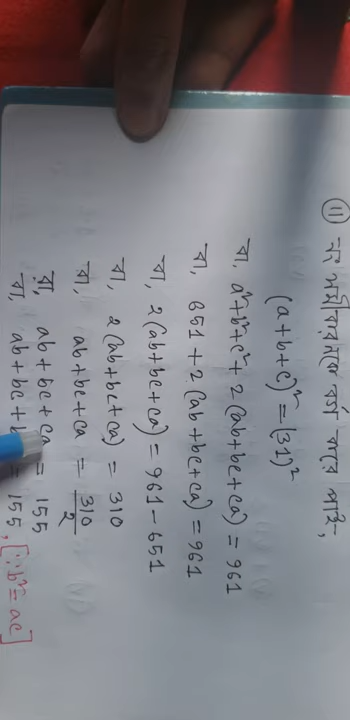 (11) নং সমীকরণকে বর্গ করে পাই,
(a+b+c)² = (31)²
বা, a²+b²+c²+2(ab+bc+ca) = 961
বা, 651+2(ab+bc+ca) = 961
বা, 2(ab+bc+ca) = 961-651
বা, 2(ab+bc+ca) = 310
বা, ab+bc+ca = 310/2
বা, ab+bc+ca = 155
বা, ab+bc+ = 155, [∵b²=ac]